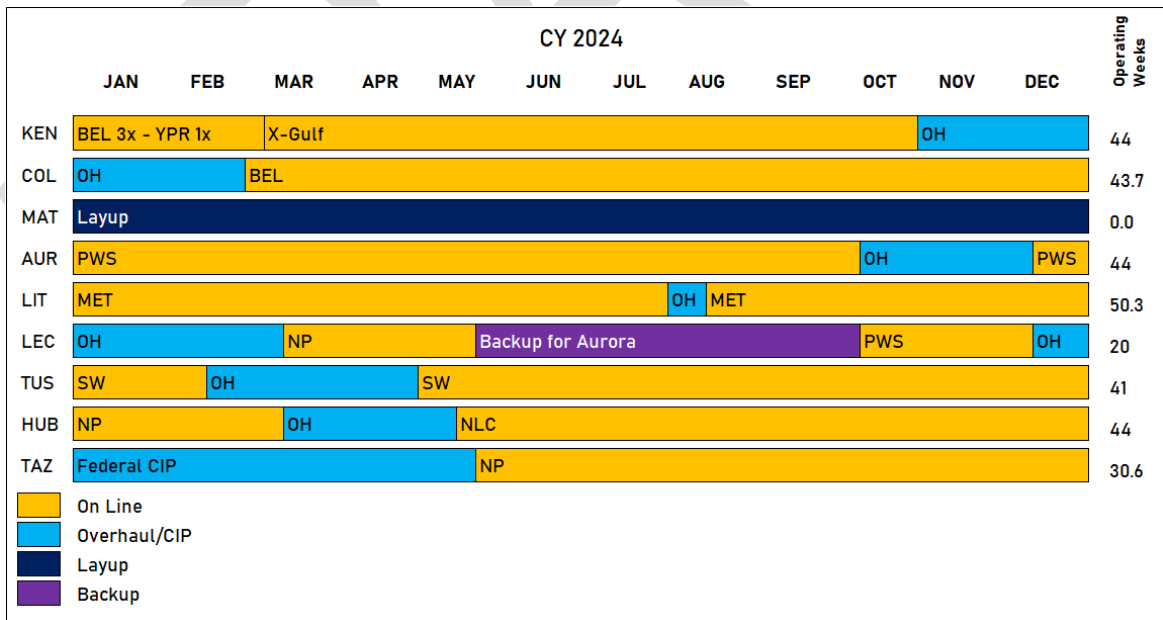 CY 2024
Operating Weeks
JAN FEB MAR APR MAY JUN JUL AUG SEP OCT NOV DEC
KEN BEL 3x - YPR 1x X-Gulf OH 44
COL OH BEL 43.7
MAT Layup 0.0
AUR PWS OH PWS 44
LIT MET OH MET 50.3
LEC OH NP Backup for Aurora PWS OH 20
TUS SW OH SW 41
HUB NP OH NLC 44
TAZ Federal CIP NP 30.6
On Line
Overhaul/CIP
Layup
Backup